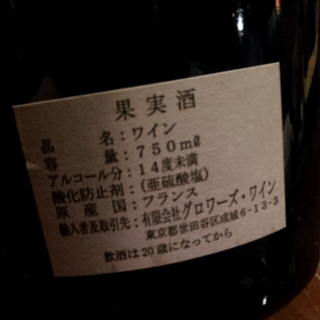 果実酒
品名：ワイン
容量：750mℓ
アルコール分：14度未満
酸化防止剤：（亜硫酸塩）
原産国：フランス
輸入者及取引先：有限会社グロワーズ・ワイン
東京都世田谷区成城6-13-3
飲酒は20歳になってから